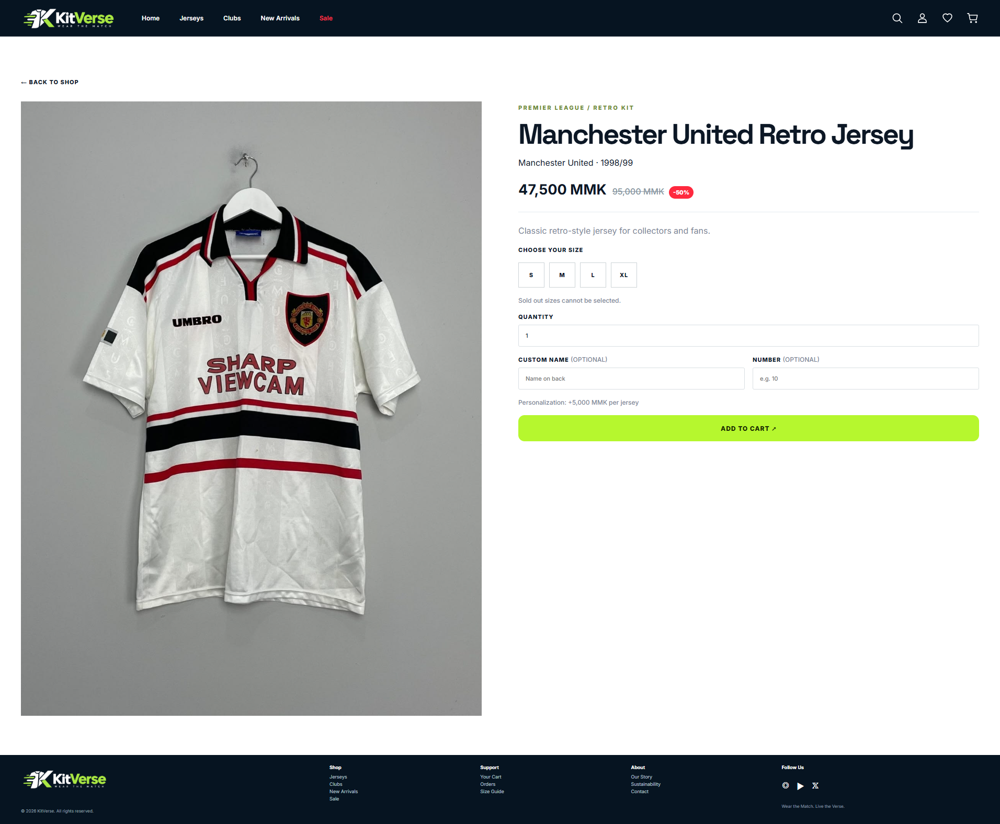 KitVerse
WEAR THE MATCH
Home Jerseys Clubs New Arrivals Sale
← BACK TO SHOP
UMBRO
MANCHESTER UNITED
FOOTBALL CLUB
SHARP
VIEWCAM
PREMIER LEAGUE / RETRO KIT
Manchester United Retro Jersey
Manchester United · 1998/99
47,500 MMK 95,000 MMK -50%
Classic retro-style jersey for collectors and fans.
CHOOSE YOUR SIZE
S M L XL
Sold out sizes cannot be selected.
QUANTITY
1
CUSTOM NAME (OPTIONAL) NUMBER (OPTIONAL)
Name on back e.g. 10
Personalization: +5,000 MMK per jersey
ADD TO CART ↗
KitVerse
WEAR THE MATCH
© 2026 KitVerse. All rights reserved.
Shop
Jerseys
Clubs
New Arrivals
Sale
Support
Your Cart
Orders
Size Guide
About
Our Story
Sustainability
Contact
Follow Us
Wear the Match. Live the Verse.